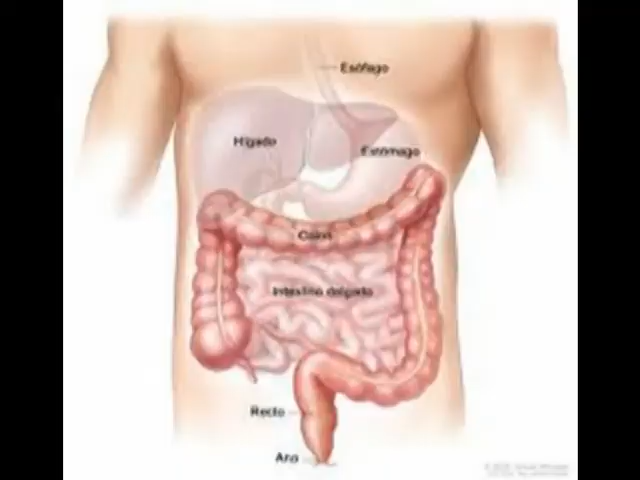 Esófago
Hígado
Estómago
Colon
Intestino delgado
Recto
Ano